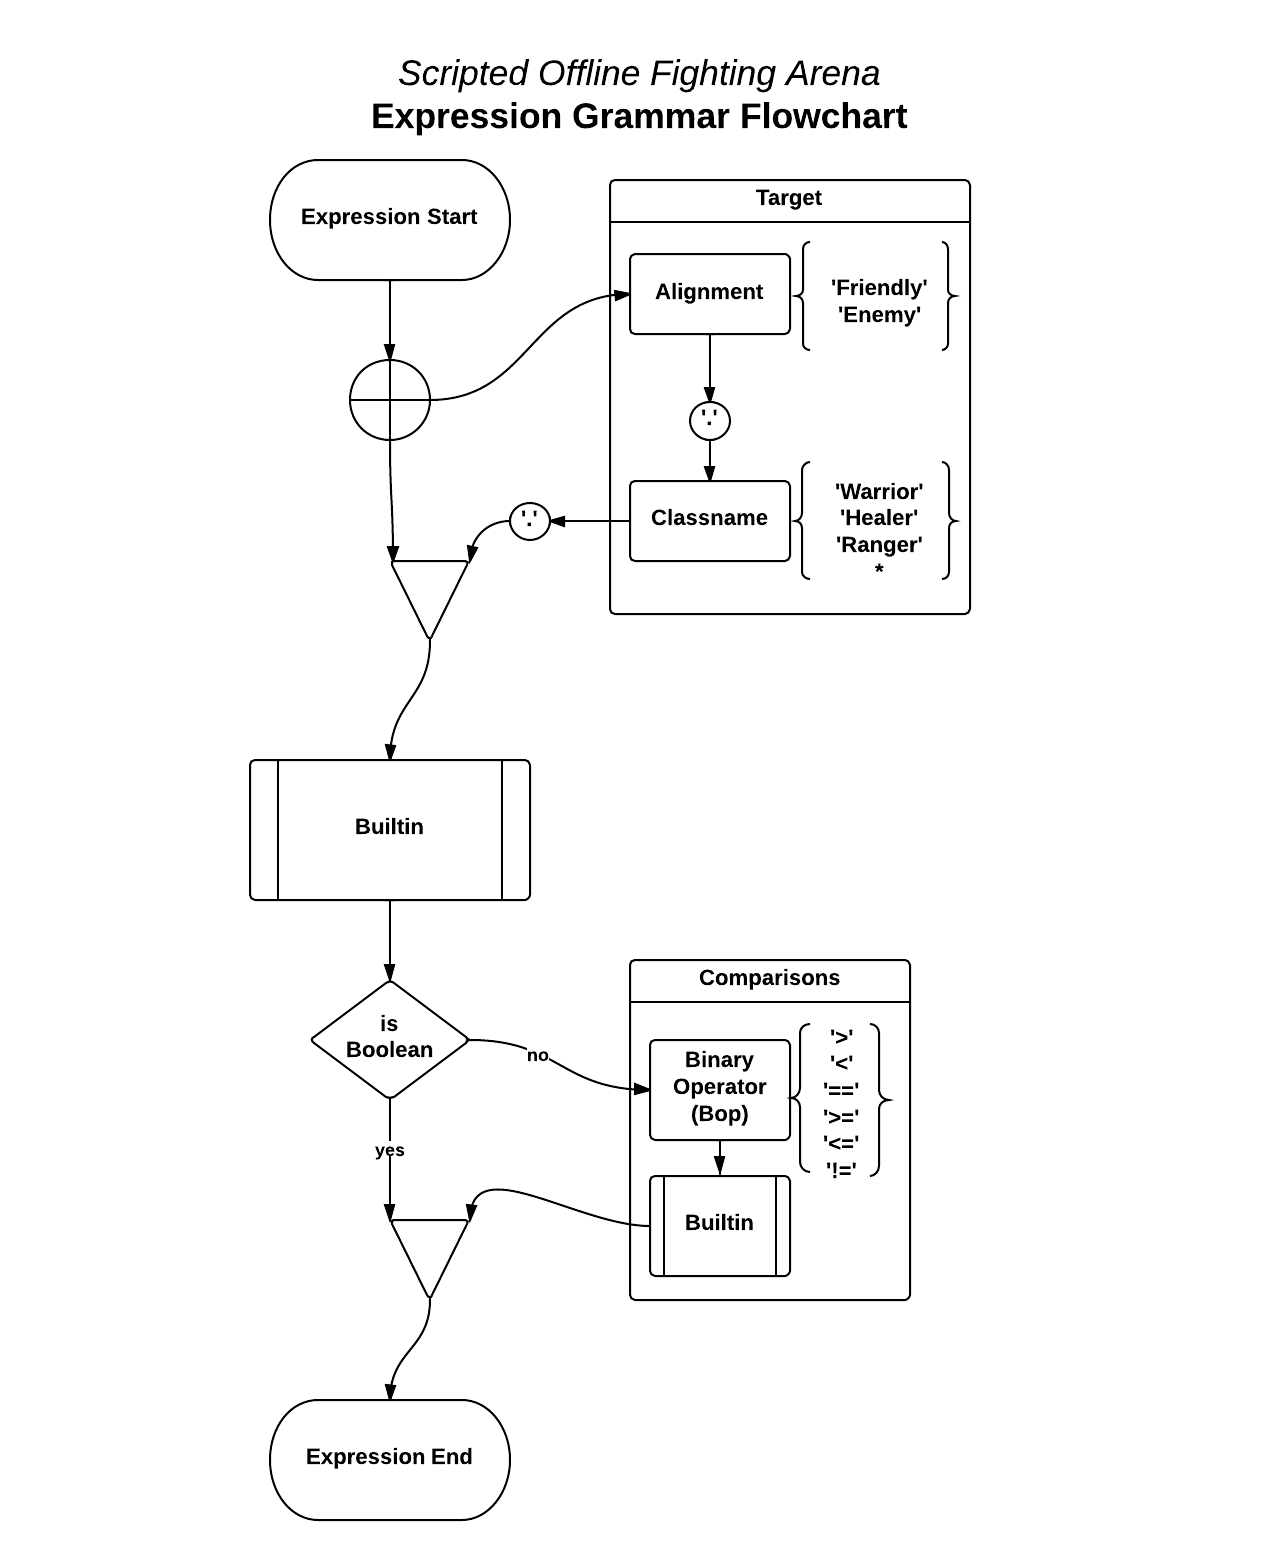 Scripted Offline Fighting Arena
Expression Grammar Flowchart
Expression Start
Target
Alignment
'Friendly'
'Enemy'
'.'
Classname
'Warrior'
'Healer'
'Ranger'
*
'.'
Builtin
is
Boolean
no
yes
Comparisons
Binary
Operator
(Bop)
'>'
'<'
'=='
'>='
'<='
'!='
Builtin
Expression End